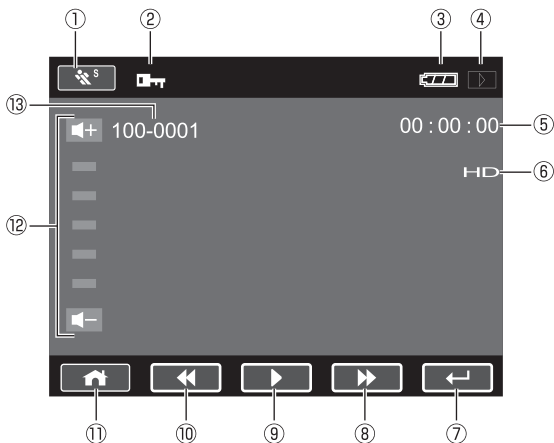 ① ② ③ ④
S
⑬
100-0001
00 : 00 : 00 ⑤
HD ⑥
⑫
⑪ ⑩ ⑨ ⑧ ⑦